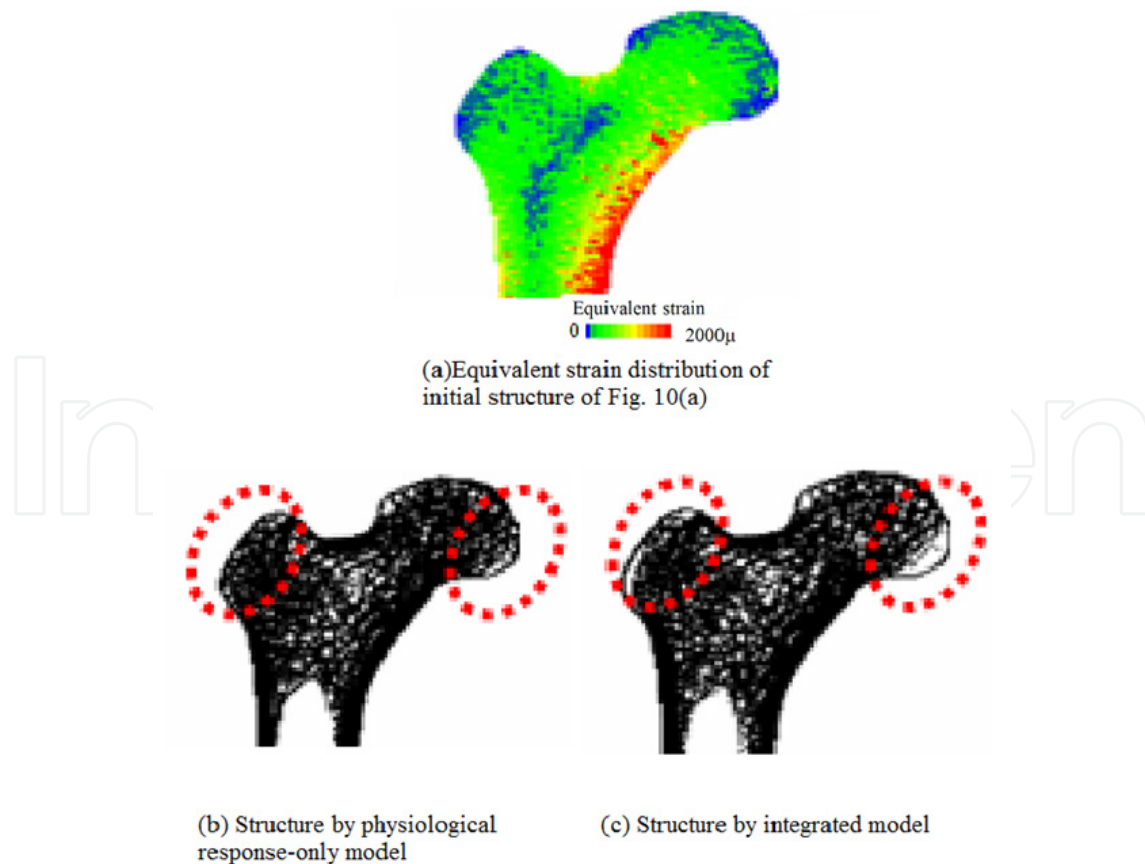 Equivalent strain
0 2000μ
(a)Equivalent strain distribution of
initial structure of Fig. 10(a)
(b) Structure by physiological
response-only model
(c) Structure by integrated model